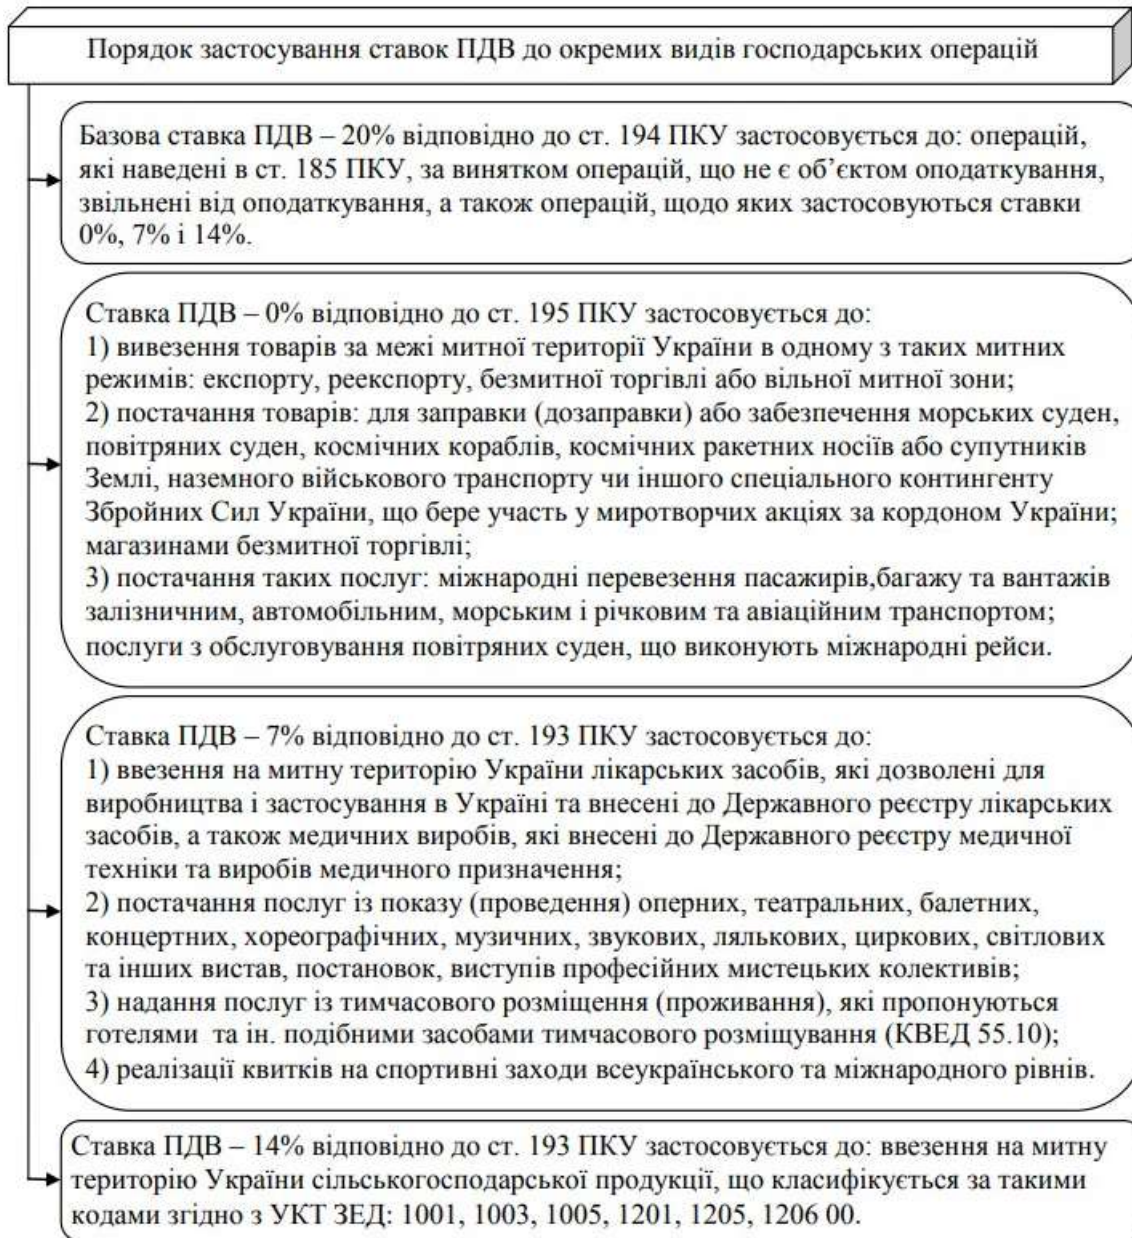 Порядок застосування ставок ПДВ до окремих видів господарських операцій
Базова ставка ПДВ – 20% відповідно до ст. 194 ПКУ застосовується до: операцій,
які наведені в ст. 185 ПКУ, за винятком операцій, що не є об’єктом оподаткування,
звільнені від оподаткування, а також операцій, щодо яких застосовуються ставки
0%, 7% і 14%.
Ставка ПДВ – 0% відповідно до ст. 195 ПКУ застосовується до:
1) вивезення товарів за межі митної території України в одному з таких митних
режимів: експорту, реекспорту, безмитної торгівлі або вільної митної зони;
2) постачання товарів: для заправки (дозаправки) або забезпечення морських суден,
повітряних суден, космічних кораблів, космічних ракетних носіїв або супутників
Землі, наземного військового транспорту чи іншого спеціального контингенту
Збройних Сил України, що бере участь у миротворчих акціях за кордоном України;
магазинами безмитної торгівлі;
3) постачання таких послуг: міжнародні перевезення пасажирів,багажу та вантажів
залізничним, автомобільним, морським і річковим та авіаційним транспортом;
послуги з обслуговування повітряних суден, що виконують міжнародні рейси.
Ставка ПДВ – 7% відповідно до ст. 193 ПКУ застосовується до:
1) ввезення на митну територію України лікарських засобів, які дозволені для
виробництва і застосування в Україні та внесені до Державного реєстру лікарських
засобів, а також медичних виробів, які внесені до Державного реєстру медичної
техніки та виробів медичного призначення;
2) постачання послуг із показу (проведення) оперних, театральних, балетних,
концертних, хореографічних, музичних, звукових, лялькових, циркових, світлових
та інших вистав, постановок, виступів професійних мистецьких колективів;
3) надання послуг із тимчасового розміщення (проживання), які пропонуються
готелями та ін. подібними засобами тимчасового розміщування (КВЕД 55.10);
4) реалізації квитків на спортивні заходи всеукраїнського та міжнародного рівнів.
Ставка ПДВ – 14% відповідно до ст. 193 ПКУ застосовується до: ввезення на митну
територію України сільськогосподарської продукції, що класифікується за такими
кодами згідно з УКТ ЗЕД: 1001, 1003, 1005, 1201, 1205, 1206 00.